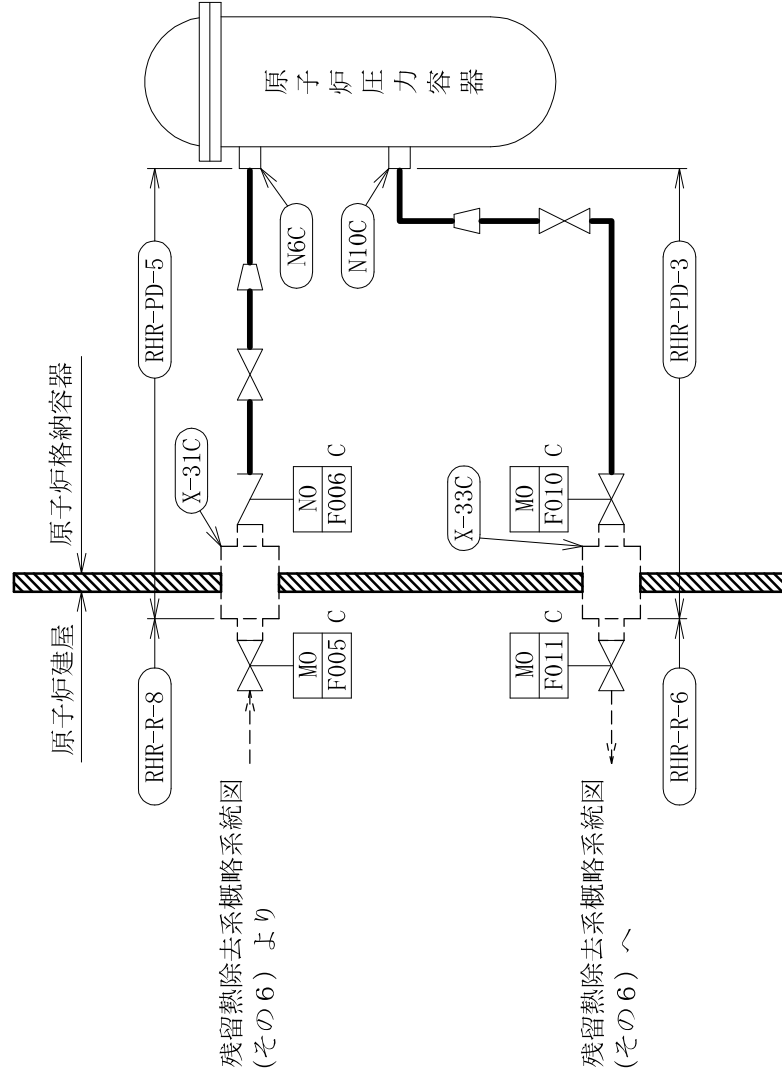 原子炉圧力容器
N6C
N10C
RHR-PD-5
RHR-PD-3
原子炉格納容器
原子炉建屋
X-31C
X-33C
NO
F006 C
MO
F010 C
MO
F005 C
MO
F011 C
RHR-R-8
RHR-R-6
残留熱除去系概略系統図
(その6) より
残留熱除去系概略系統図
(その6) へ